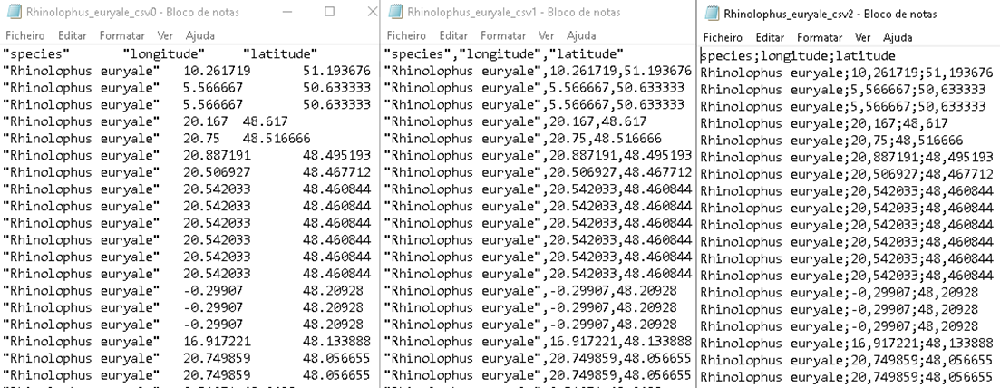 Rhinolophus_euryale_csv0 - Bloco de notas
Ficheiro Editar Formatar Ver Ajuda
"species" "longitude" "latitude"
"Rhinolophus euryale" 10.261719 51.193676
"Rhinolophus euryale" 5.566667 50.633333
"Rhinolophus euryale" 5.566667 50.633333
"Rhinolophus euryale" 20.167 48.617
"Rhinolophus euryale" 20.75 48.516666
"Rhinolophus euryale" 20.887191 48.495193
"Rhinolophus euryale" 20.506927 48.467712
"Rhinolophus euryale" 20.542033 48.460844
"Rhinolophus euryale" 20.542033 48.460844
"Rhinolophus euryale" 20.542033 48.460844
"Rhinolophus euryale" 20.542033 48.460844
"Rhinolophus euryale" 20.542033 48.460844
"Rhinolophus euryale" 20.542033 48.460844
"Rhinolophus euryale" -0.29907 48.20928
"Rhinolophus euryale" -0.29907 48.20928
"Rhinolophus euryale" -0.29907 48.20928
"Rhinolophus euryale" 16.917221 48.133888
"Rhinolophus euryale" 20.749859 48.056655
"Rhinolophus euryale" 20.749859 48.056655
Rhinolophus_euryale_csv1 - Bloco de notas
Ficheiro Editar Formatar Ver Ajuda
"species","longitude","latitude"
"Rhinolophus euryale",10.261719,51.193676
"Rhinolophus euryale",5.566667,50.633333
"Rhinolophus euryale",5.566667,50.633333
"Rhinolophus euryale",20.167,48.617
"Rhinolophus euryale",20.75,48.516666
"Rhinolophus euryale",20.887191,48.495193
"Rhinolophus euryale",20.506927,48.467712
"Rhinolophus euryale",20.542033,48.460844
"Rhinolophus euryale",20.542033,48.460844
"Rhinolophus euryale",20.542033,48.460844
"Rhinolophus euryale",20.542033,48.460844
"Rhinolophus euryale",20.542033,48.460844
"Rhinolophus euryale",20.542033,48.460844
"Rhinolophus euryale",-0.29907,48.20928
"Rhinolophus euryale",-0.29907,48.20928
"Rhinolophus euryale",-0.29907,48.20928
"Rhinolophus euryale",16.917221,48.133888
"Rhinolophus euryale",20.749859,48.056655
"Rhinolophus euryale",20.749859,48.056655
Rhinolophus_euryale_csv2 - Bloco de notas
Ficheiro Editar Formatar Ver Ajuda
species;longitude;latitude
Rhinolophus euryale;10,261719;51,193676
Rhinolophus euryale;5,566667;50,633333
Rhinolophus euryale;5,566667;50,633333
Rhinolophus euryale;20,167;48,617
Rhinolophus euryale;20,75;48,516666
Rhinolophus euryale;20,887191;48,495193
Rhinolophus euryale;20,506927;48,467712
Rhinolophus euryale;20,542033;48,460844
Rhinolophus euryale;20,542033;48,460844
Rhinolophus euryale;20,542033;48,460844
Rhinolophus euryale;20,542033;48,460844
Rhinolophus euryale;20,542033;48,460844
Rhinolophus euryale;20,542033;48,460844
Rhinolophus euryale;-0,29907;48,20928
Rhinolophus euryale;-0,29907;48,20928
Rhinolophus euryale;-0,29907;48,20928
Rhinolophus euryale;16,917221;48,133888
Rhinolophus euryale;20,749859;48,056655
Rhinolophus euryale;20,749859;48,056655